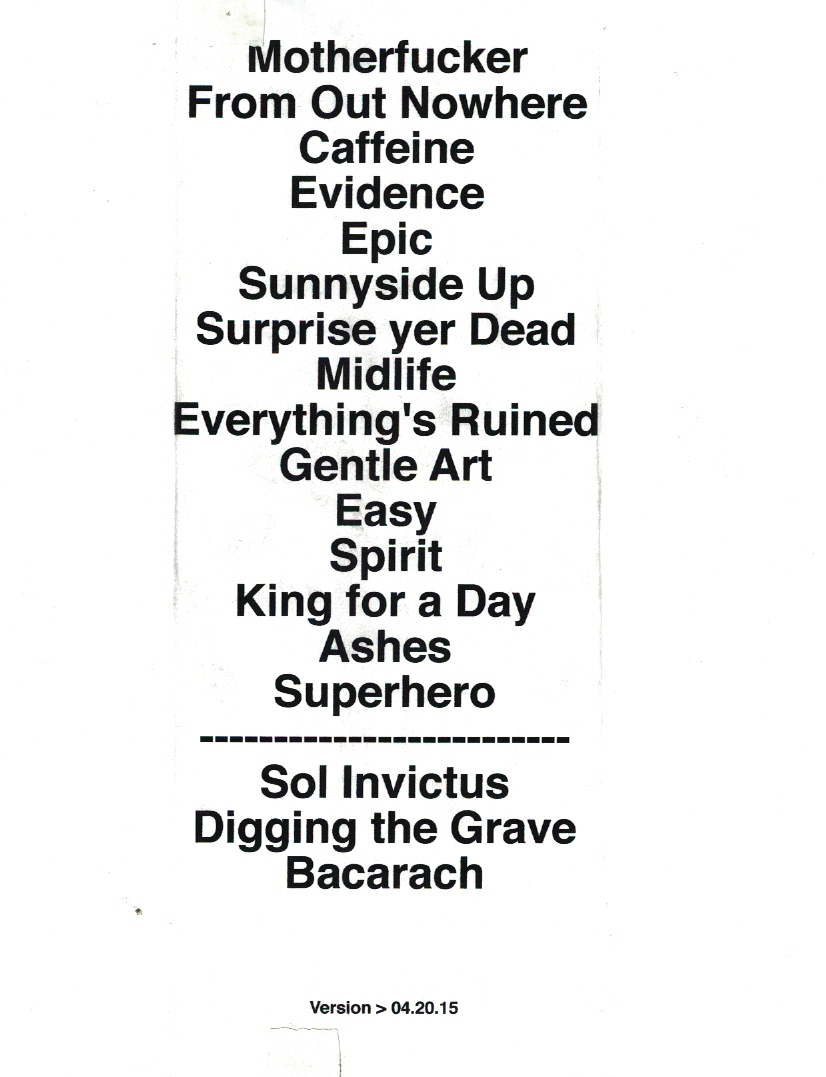 Motherfucker
From Out Nowhere
Caffeine
Evidence
Epic
Sunnyside Up
Surprise yer Dead
Midlife
Everything's Ruined
Gentle Art
Easy
Spirit
King for a Day
Ashes
Superhero
-------------------------
Sol Invictus
Digging the Grave
Bacarach
Version > 04.20.15